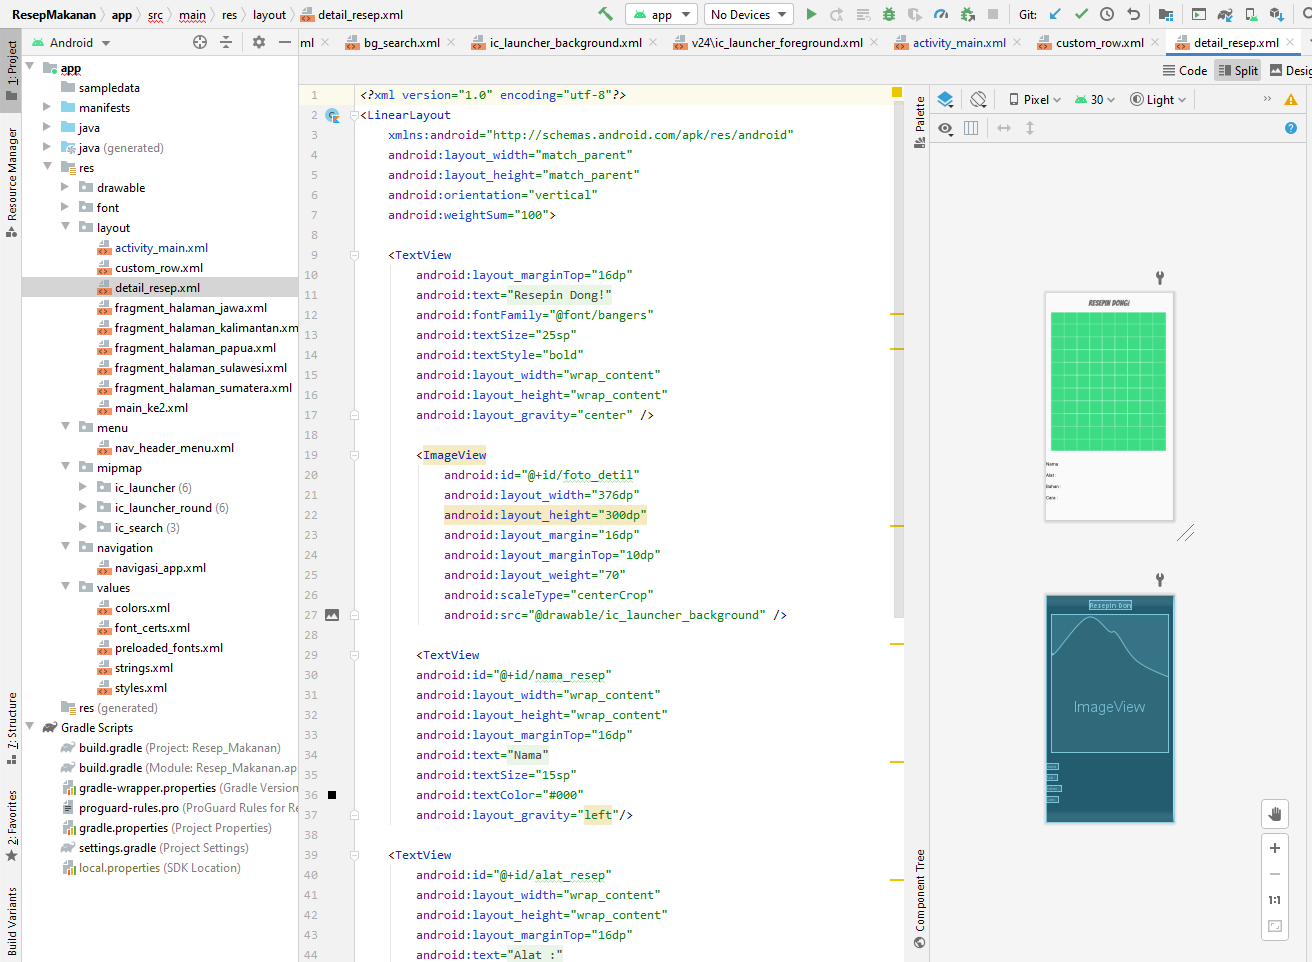 ResepMakanan app src main res layout detail_resep.xml
app No Devices Git:
Android
ml bg_search.xml ic_launcher_background.xml v24\ic_launcher_foreground.xml activity_main.xml custom_row.xml detail_resep.xml
Code Split Desig
1: Project
Resource Manager
7: Structure
2: Favorites
Build Variants
app
sampledata
manifests
java
java (generated)
res
drawable
font
layout
activity_main.xml
custom_row.xml
detail_resep.xml
fragment_halaman_jawa.xml
fragment_halaman_kalimantan.xm
fragment_halaman_papua.xml
fragment_halaman_sulawesi.xml
fragment_halaman_sumatera.xml
main_ke2.xml
menu
nav_header_menu.xml
mipmap
ic_launcher (6)
ic_launcher_round (6)
ic_search (3)
navigation
navigasi_app.xml
values
colors.xml
font_certs.xml
preloaded_fonts.xml
strings.xml
styles.xml
res (generated)
Gradle Scripts
build.gradle (Project: Resep_Makanan)
build.gradle (Module: Resep_Makanan.ap
gradle-wrapper.properties (Gradle Version
proguard-rules.pro (ProGuard Rules for Re
gradle.properties (Project Properties)
settings.gradle (Project Settings)
local.properties (SDK Location)
1 <?xml version="1.0" encoding="utf-8"?>
2 <LinearLayout
3 xmlns:android="http://schemas.android.com/apk/res/android"
4 android:layout_width="match_parent"
5 android:layout_height="match_parent"
6 android:orientation="vertical"
7 android:weightSum="100">
8
9 <TextView
10 android:layout_marginTop="16dp"
11 android:text="Resepin Dong!"
12 android:fontFamily="@font/bangers"
13 android:textSize="25sp"
14 android:textStyle="bold"
15 android:layout_width="wrap_content"
16 android:layout_height="wrap_content"
17 android:layout_gravity="center" />
18
19 <ImageView
20 android:id="@+id/foto_detil"
21 android:layout_width="376dp"
22 android:layout_height="300dp"
23 android:layout_margin="16dp"
24 android:layout_marginTop="10dp"
25 android:layout_weight="70"
26 android:scaleType="centerCrop"
27 android:src="@drawable/ic_launcher_background" />
28
29 <TextView
30 android:id="@+id/nama_resep"
31 android:layout_width="wrap_content"
32 android:layout_height="wrap_content"
33 android:layout_marginTop="16dp"
34 android:text="Nama"
35 android:textSize="15sp"
36 android:textColor="#000"
37 android:layout_gravity="left"/>
38
39 <TextView
40 android:id="@+id/alat_resep"
41 android:layout_width="wrap_content"
42 android:layout_height="wrap_content"
43 android:layout_marginTop="16dp"
44 android:text="Alat :"
Palette
Component Tree
Pixel 30 Light
RESEPIN DONG!
Nama
Alat :
Bahan :
Cara :
Resepin Don
ImageView
1:1